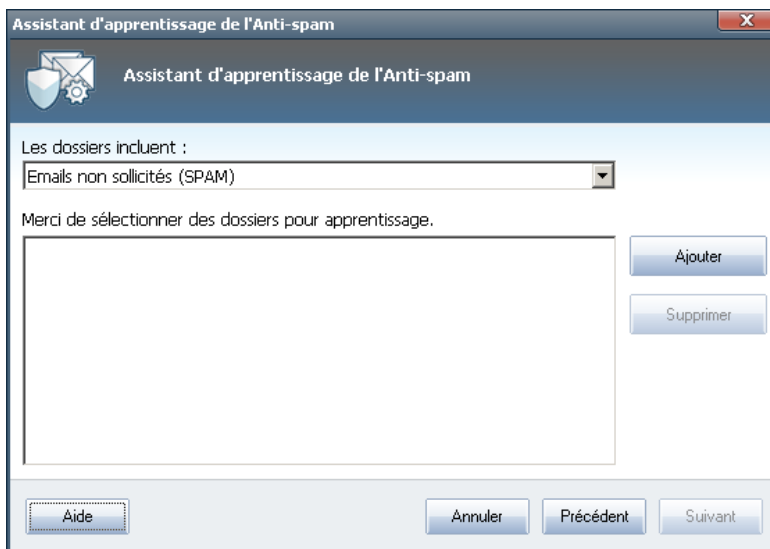 Assistant d'apprentissage de l'Anti-spam
Assistant d'apprentissage de l'Anti-spam
Les dossiers incluent :
Emails non sollicités (SPAM)
Merci de sélectionner des dossiers pour apprentissage.
Ajouter
Supprimer
Aide
Annuler
Précédent
Suivant